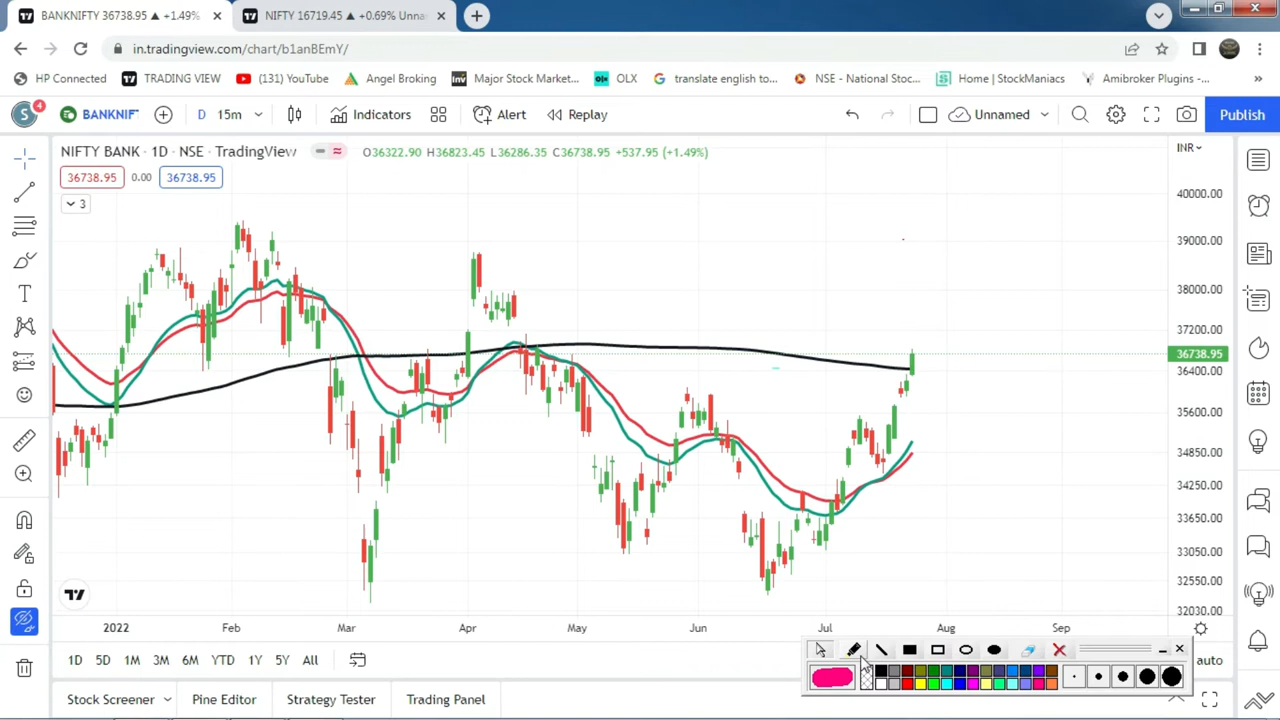 BANKNIFTY 36738.95 ▲ +1.49%
NIFTY 16719.45 ▲ +0.69% Unna
in.tradingview.com/chart/b1anBEmY/
HP Connected
TRADING VIEW
(131) YouTube
Angel Broking
Major Stock Market...
OLX
translate english to...
NSE - National Stoc...
Home | StockManiacs
Amibroker Plugins -...
S 4
BANKNIF
D 15m
Indicators
Alert
Replay
Unnamed
Publish
NIFTY BANK · 1D · NSE · TradingView
O36322.90 H36823.45 L36286.35 C36738.95 +537.95 (+1.49%)
INR
36738.95 0.00 36738.95
3
40000.00
39000.00
38000.00
37200.00
36738.95
36400.00
35600.00
34850.00
34250.00
33650.00
33050.00
32550.00
32030.00
2022 Feb Mar Apr May Jun Jul Aug Sep
1D 5D 1M 3M 6M YTD 1Y 5Y All
auto
Stock Screener
Pine Editor
Strategy Tester
Trading Panel